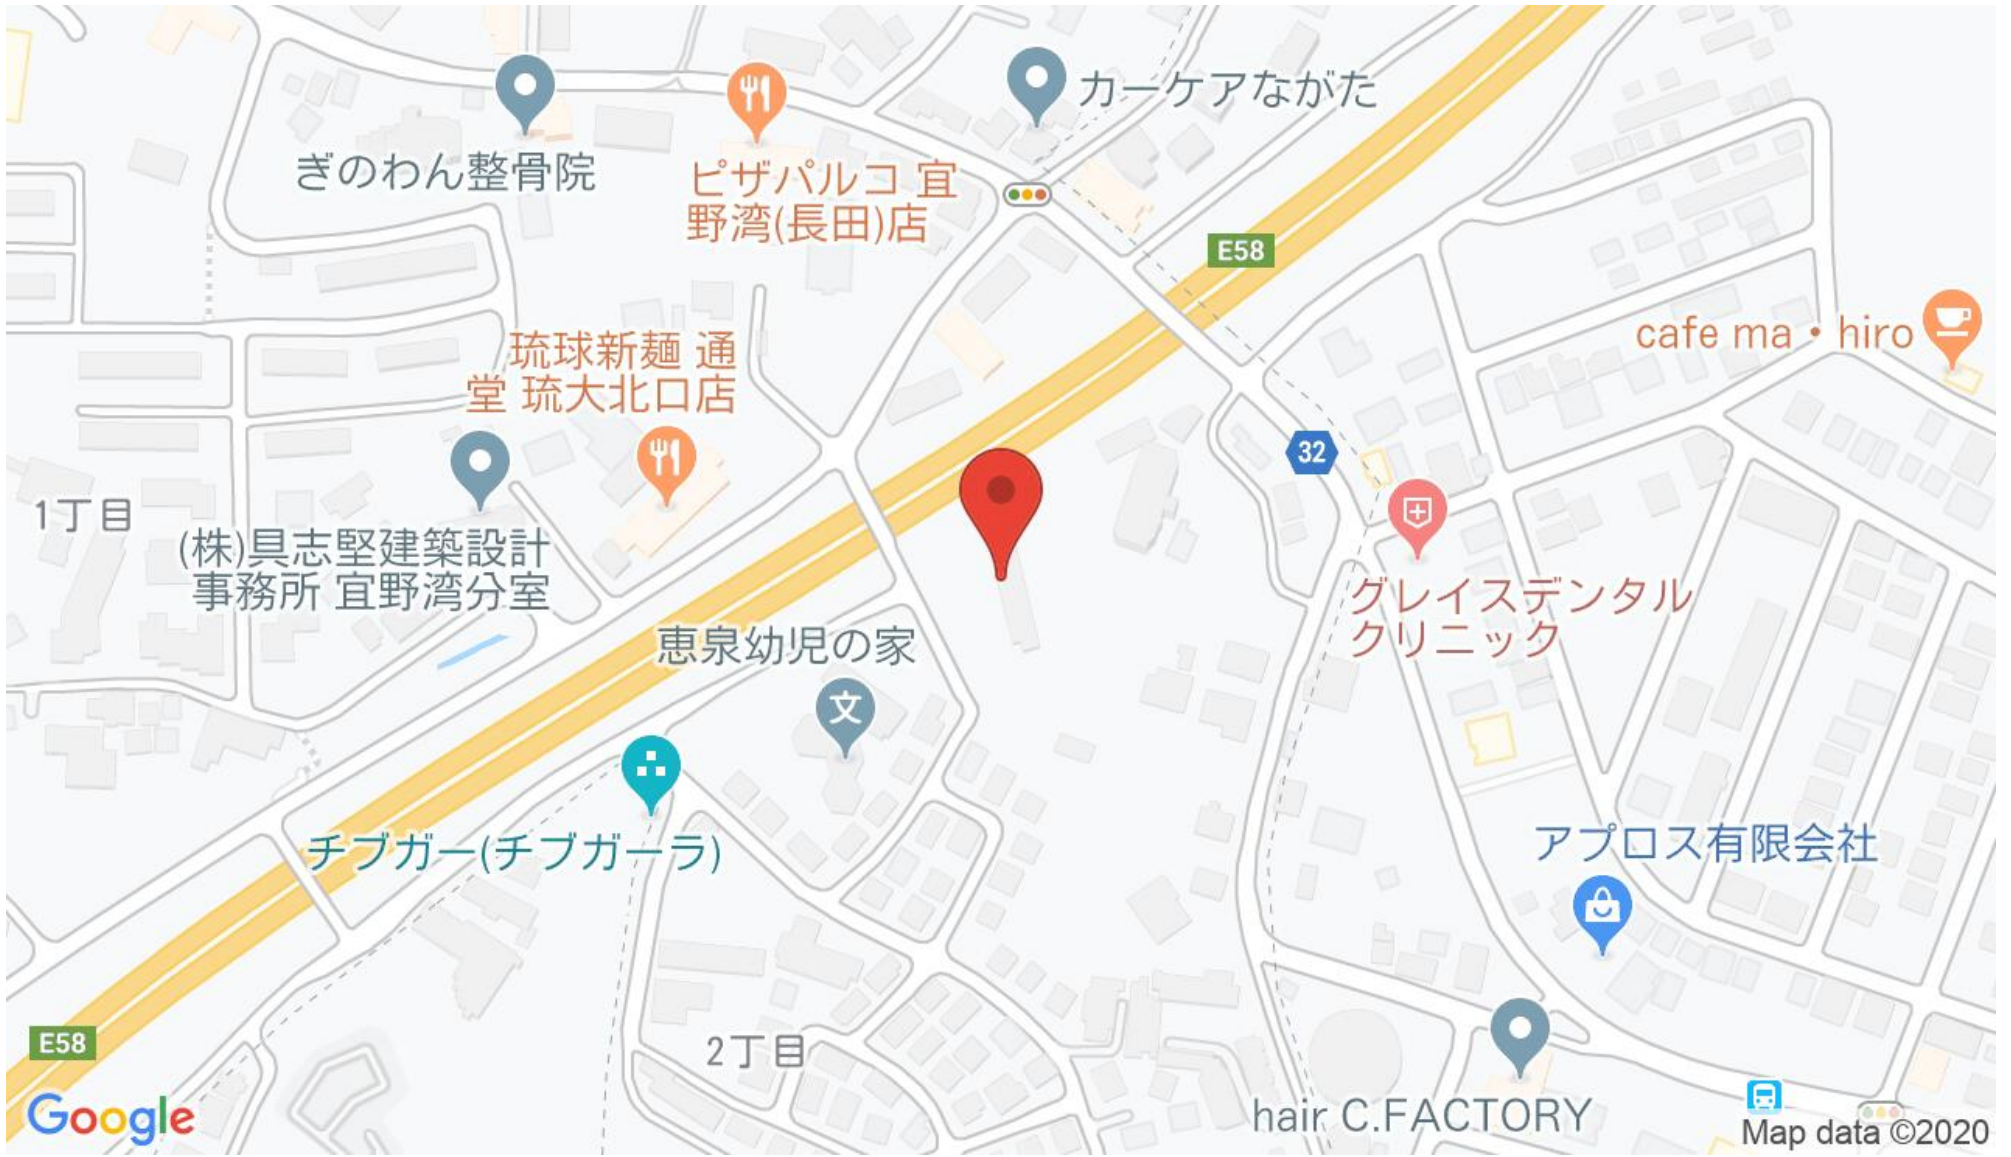 カーケアながた
ぎのわん整骨院
ピザパルコ 宜
野湾(長田)店
E58
cafe ma・hiro
琉球新麺 通
堂 琉大北口店
32
1丁目
(株)具志堅建築設計
事務所 宜野湾分室
グレイスデンタル
クリニック
恵泉幼児の家
文
チブガー(チブガーラ)
アプロス有限会社
E58
2丁目
Google
hair C.FACTORY
Map data ©2020